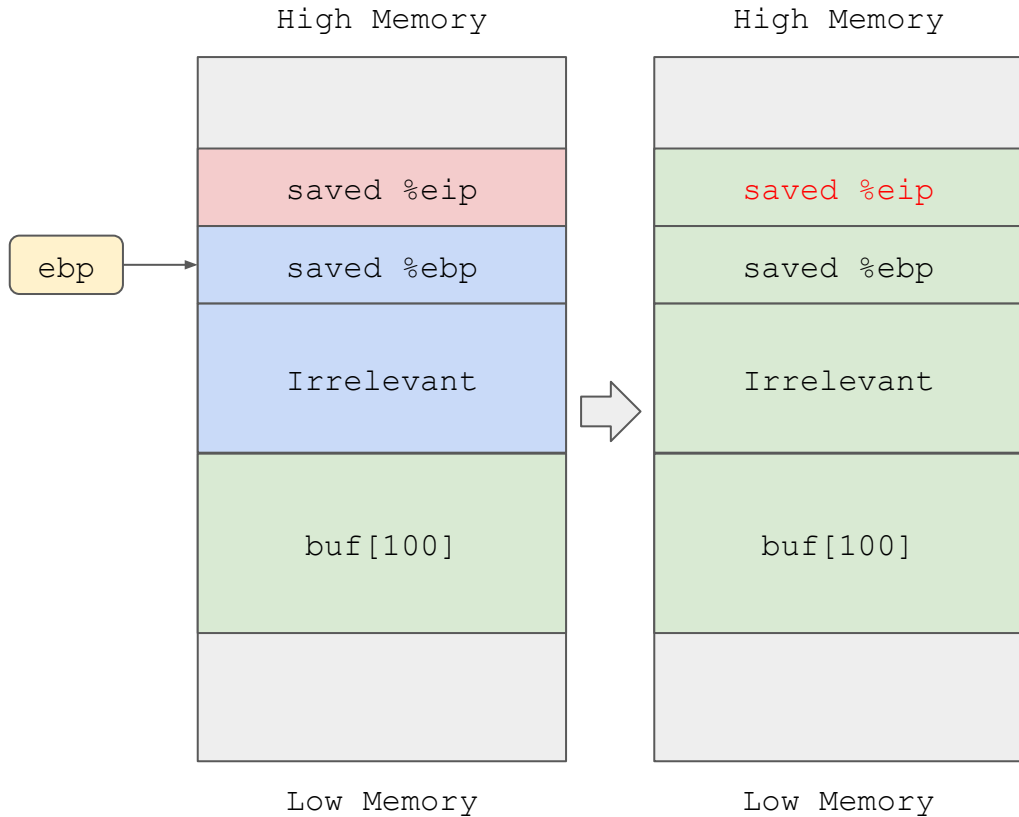 High Memory
High Memory
saved %eip
saved %eip
ebp
saved %ebp
saved %ebp
Irrelevant
Irrelevant
buf[100]
buf[100]
Low Memory
Low Memory